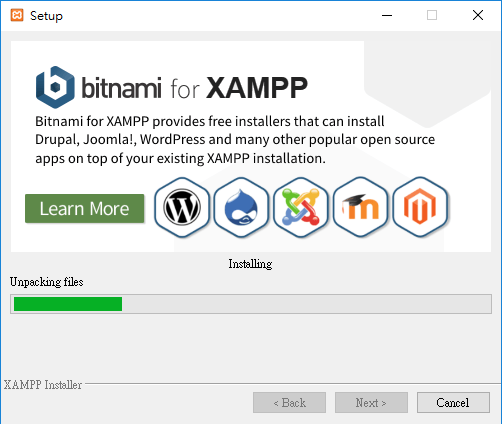 Setup
bitnami for XAMPP
Bitnami for XAMPP provides free installers that can install
Drupal, Joomla!, WordPress and many other popular open source
apps on top of your existing XAMPP installation.
Learn More
Installing
Unpacking files
XAMPP Installer
< Back Next > Cancel